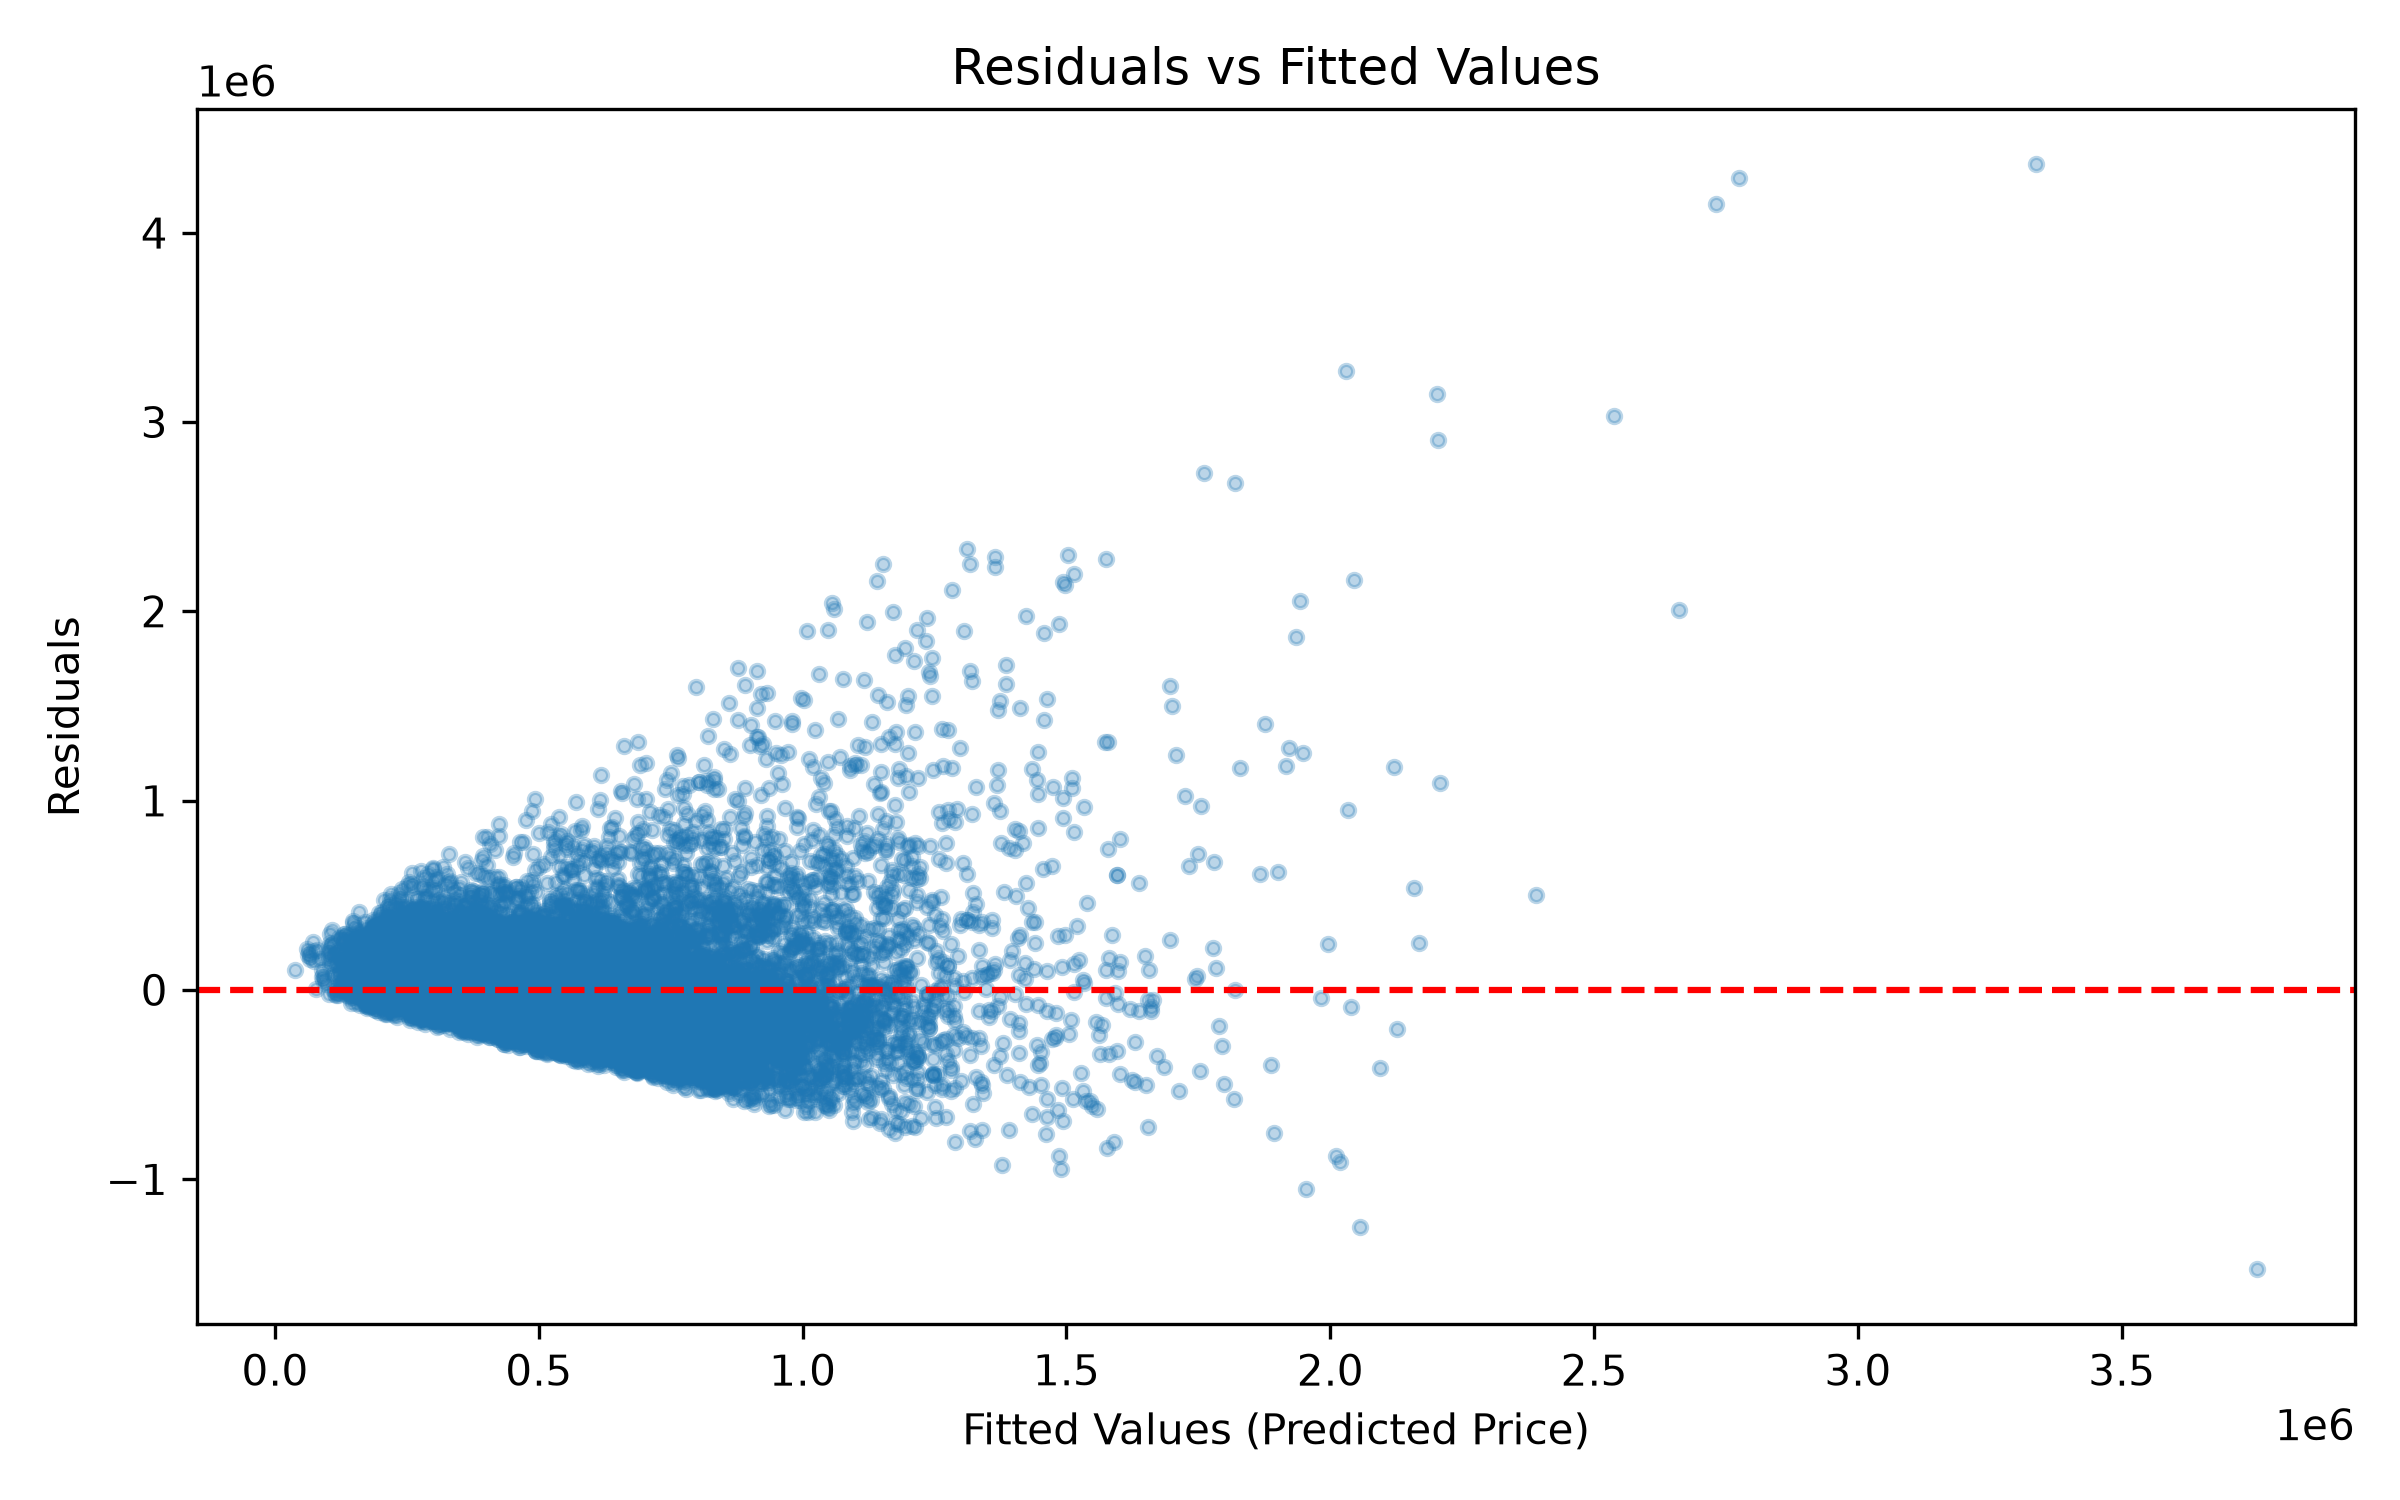 Residuals vs Fitted Values
1e6
4
3
2
1
0
−1
Residuals
0.0 0.5 1.0 1.5 2.0 2.5 3.0 3.5
1e6
Fitted Values (Predicted Price)